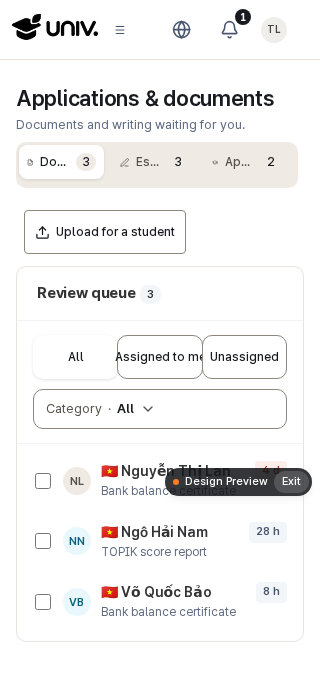 UNIV.
1
TL
Applications & documents
Documents and writing waiting for you.
Do... 3 Es... 3 Ap... 2
Upload for a student
Review queue 3
All Assigned to me Unassigned
Category · All
NL 🇻🇳 Nguyễn Thị Lan 4 d
Bank balance certificate
Design Preview Exit
NN 🇻🇳 Ngô Hải Nam 28 h
TOPIK score report
VB 🇻🇳 Võ Quốc Bảo 8 h
Bank balance certificate